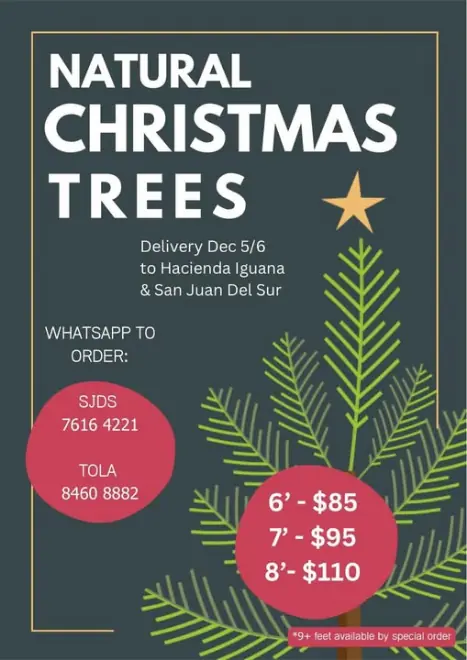 NATURAL
CHRISTMAS
TREES
Delivery Dec 5/6
to Hacienda Iguana
& San Juan Del Sur
WHATSAPP TO
ORDER:
SJDS
7616 4221
TOLA
8460 8882
6’ - $85
7’ - $95
8’- $110
*9+ feet available by special order